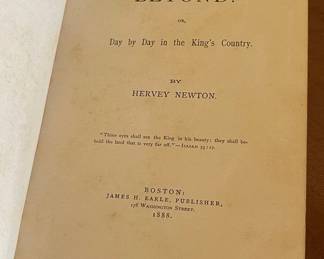 BEYOND:
OR,
Day by Day in the King's Country.
BY
HERVEY NEWTON.
"Thine eyes shall see the King in his beauty; they shall be-
hold the land that is very far off."—ISAIAH 33:17.
BOSTON:
JAMES H. EARLE, PUBLISHER,
178 WASHINGTON STREET.
1888.